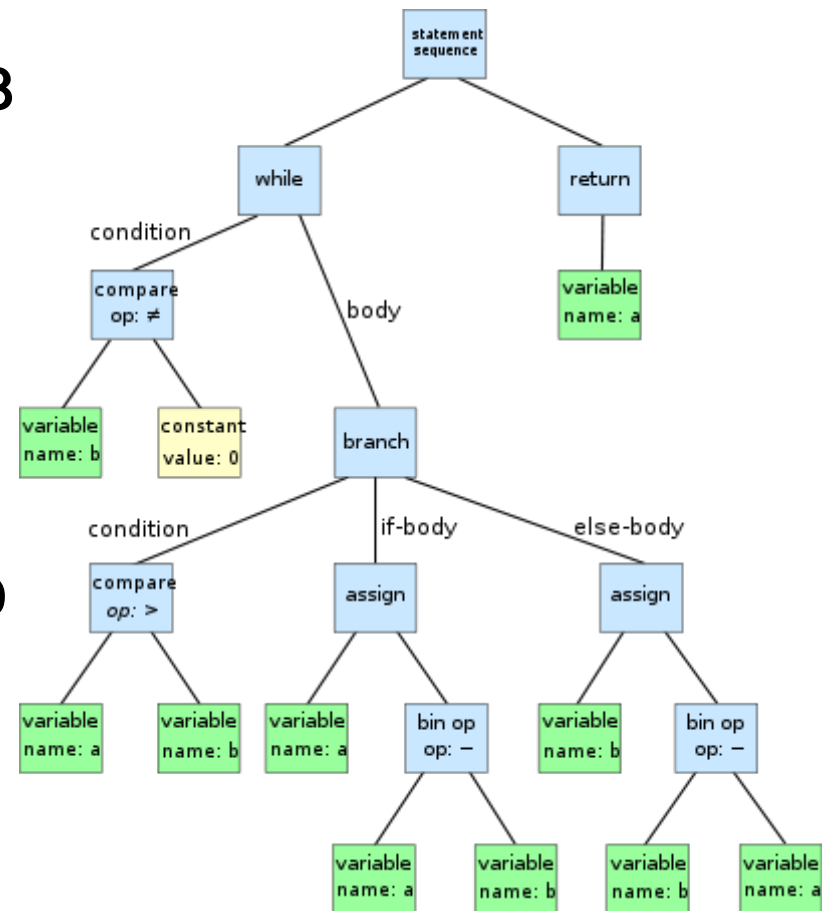 statement
sequence
while
return
condition
body
compare
op: ≠
variable
name: a
variable
name: b
constant
value: 0
branch
condition
if-body
else-body
compare
op: >
assign
assign
variable
name: a
variable
name: b
variable
name: a
bin op
op: −
variable
name: b
bin op
op: −
variable
name: a
variable
name: b
variable
name: b
variable
name: a